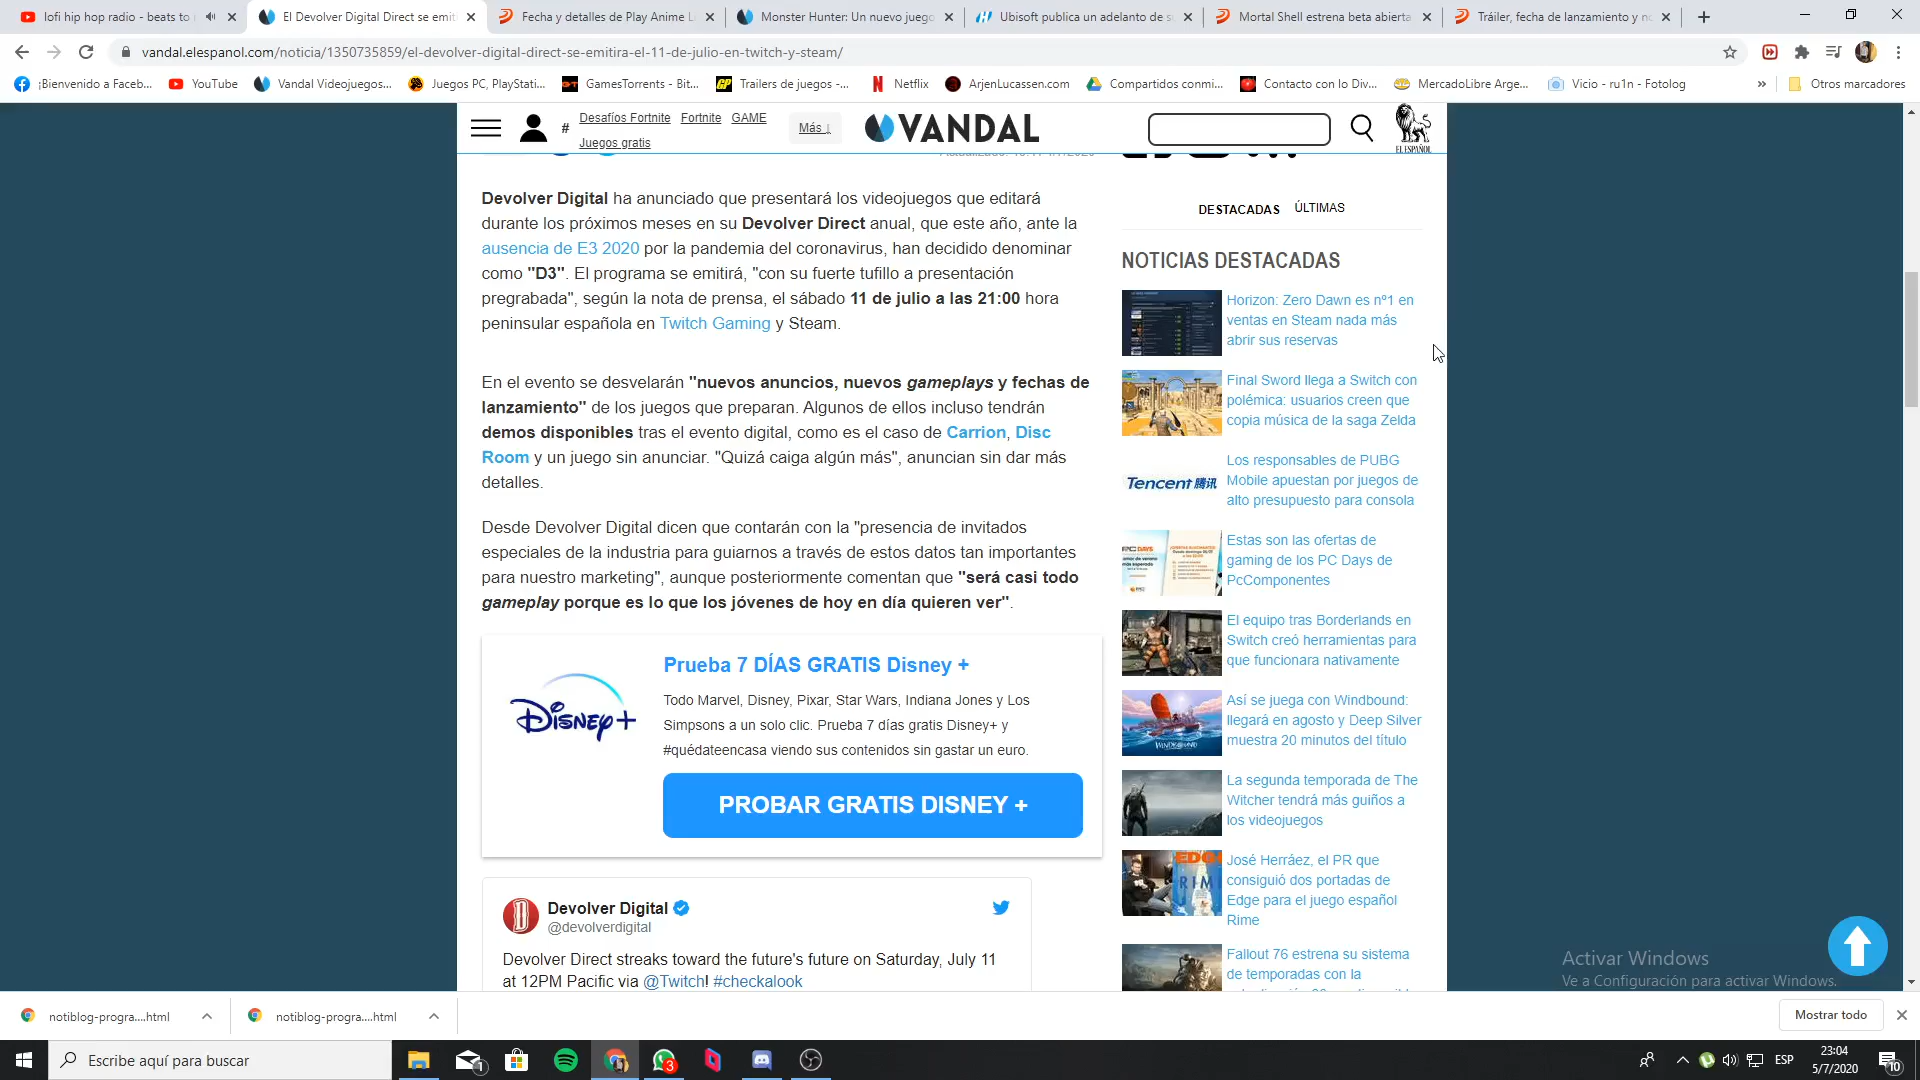 lofi hip hop radio - beats to
El Devolver Digital Direct se emit
Fecha y detalles de Play Anime L
Monster Hunter: Un nuevo juego
Ubisoft publica un adelanto de s
Mortal Shell estrena beta abierta
Tráiler, fecha de lanzamiento y n
vandal.elespanol.com/noticia/1350735859/el-devolver-digital-direct-se-emitira-el-11-de-julio-en-twitch-y-steam/
¡Bienvenido a Faceb...
YouTube
Vandal Videojuegos...
Juegos PC, PlayStati...
GamesTorrents - Bit...
Trailers de juegos -...
Netflix
ArjenLucassen.com
Compartidos conmi...
Contacto con lo Div...
MercadoLibre Arge...
Vicio - ru1n - Fotolog
»
Otros marcadores
# Desafíos Fortnite Fortnite GAME
Juegos gratis
Más ↓
VANDAL
EL ESPAÑOL
Devolver Digital ha anunciado que presentará los videojuegos que editará
durante los próximos meses en su Devolver Direct anual, que este año, ante la
ausencia de E3 2020 por la pandemia del coronavirus, han decidido denominar
como "D3". El programa se emitirá, "con su fuerte tufillo a presentación
pregrabada", según la nota de prensa, el sábado 11 de julio a las 21:00 hora
peninsular española en Twitch Gaming y Steam.
En el evento se desvelarán "nuevos anuncios, nuevos gameplays y fechas de
lanzamiento" de los juegos que preparan. Algunos de ellos incluso tendrán
demos disponibles tras el evento digital, como es el caso de Carrion, Disc
Room y un juego sin anunciar. "Quizá caiga algún más", anuncian sin dar más
detalles.
Desde Devolver Digital dicen que contarán con la "presencia de invitados
especiales de la industria para guiarnos a través de estos datos tan importantes
para nuestro marketing", aunque posteriormente comentan que "será casi todo
gameplay porque es lo que los jóvenes de hoy en día quieren ver".
Disney+
Prueba 7 DÍAS GRATIS Disney +
Todo Marvel, Disney, Pixar, Star Wars, Indiana Jones y Los
Simpsons a un solo clic. Prueba 7 días gratis Disney+ y
#quédateencasa viendo sus contenidos sin gastar un euro.
PROBAR GRATIS DISNEY +
Devolver Digital
@devolverdigital
Devolver Direct streaks toward the future's future on Saturday, July 11
at 12PM Pacific via @Twitch! #checkalook
DESTACADAS ÚLTIMAS
NOTICIAS DESTACADAS
Horizon: Zero Dawn es nº1 en
ventas en Steam nada más
abrir sus reservas
Final Sword llega a Switch con
polémica: usuarios creen que
copia música de la saga Zelda
Tencent 腾讯
Los responsables de PUBG
Mobile apuestan por juegos de
alto presupuesto para consola
Estas son las ofertas de
gaming de los PC Days de
PcComponentes
El equipo tras Borderlands en
Switch creó herramientas para
que funcionara nativamente
WINDBOUND
Así se juega con Windbound:
llegará en agosto y Deep Silver
muestra 20 minutos del título
La segunda temporada de The
Witcher tendrá más guiños a
los videojuegos
José Herráez, el PR que
consiguió dos portadas de
Edge para el juego español
Rime
Fallout 76 estrena su sistema
de temporadas con la
Activar Windows
Ve a Configuración para activar Windows.
notiblog-progra....html
notiblog-progra....html
Mostrar todo
Escribe aquí para buscar
1
3
ESP
23:04
5/7/2020
10